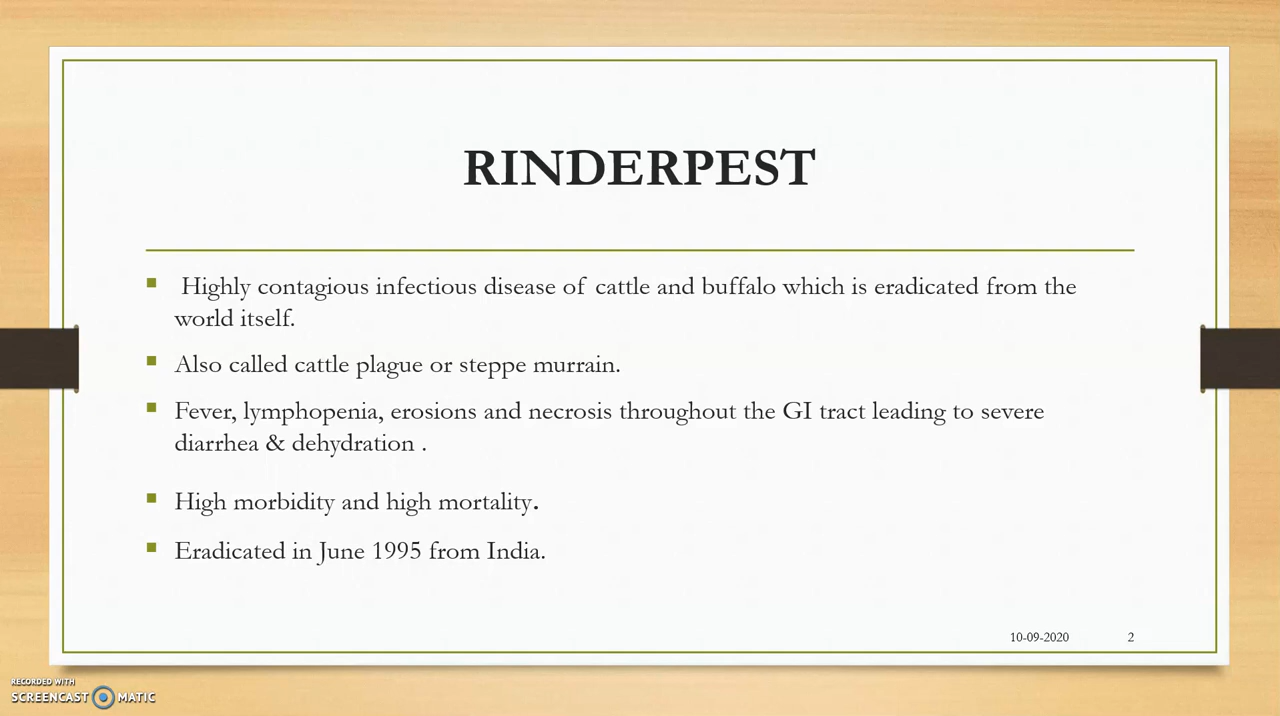 RINDERPEST
Highly contagious infectious disease of cattle and buffalo which is eradicated from the
world itself.
Also called cattle plague or steppe murrain.
Fever, lymphopenia, erosions and necrosis throughout the GI tract leading to severe
diarrhea & dehydration .
High morbidity and high mortality.
Eradicated in June 1995 from India.
10-09-2020 2
RECORDED WITH
SCREENCAST MATIC